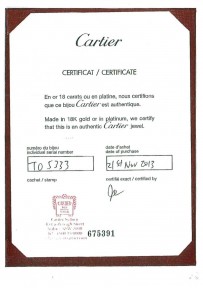 Cartier
CERTIFICAT / CERTIFICATE
En or 18 carats ou en platine, nous certifions
que ce bijou Cartier est authentique.
Made in 18K gold or in platinum, we certify
that this is an authentic Cartier jewel.
numéro du bijou
individual serial number
date d'achat
date of purchase
TO 5333
21st Nov 2013
cachet / stamp
certifié exact / certified by
675391